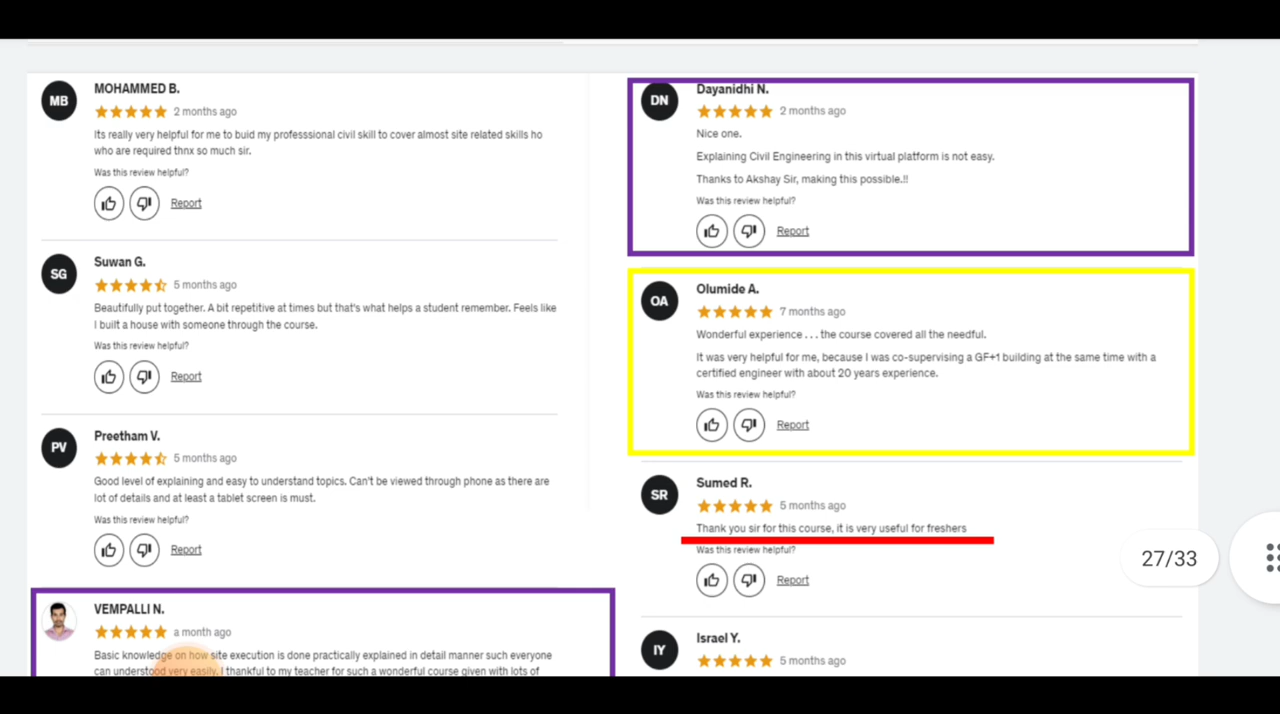 MB
MOHAMMED B.
2 months ago
Its really very helpful for me to buid my professsional civil skill to cover almost site related skills ho
who are required thnx so much sir.
Was this review helpful?
Report
SG
Suwan G.
5 months ago
Beautifully put together. A bit repetitive at times but that's what helps a student remember. Feels like
I built a house with someone through the course.
Was this review helpful?
Report
PV
Preetham V.
5 months ago
Good level of explaining and easy to understand topics. Can't be viewed through phone as there are
lot of details and at least a tablet screen is must.
Was this review helpful?
Report
VEMPALLI N.
a month ago
Basic knowledge on how site execution is done practically explained in detail manner such everyone
can understood very easily. I thankful to my teacher for such a wonderful course given with lots of
DN
Dayanidhi N.
2 months ago
Nice one.
Explaining Civil Engineering in this virtual platform is not easy.
Thanks to Akshay Sir, making this possible.!!
Was this review helpful?
Report
OA
Olumide A.
7 months ago
Wonderful experience . . . the course covered all the needful.
It was very helpful for me, because I was co-supervising a GF+1 building at the same time with a
certified engineer with about 20 years experience.
Was this review helpful?
Report
SR
Sumed R.
5 months ago
Thank you sir for this course, it is very useful for freshers
Was this review helpful?
Report
IY
Israel Y.
5 months ago
27/33